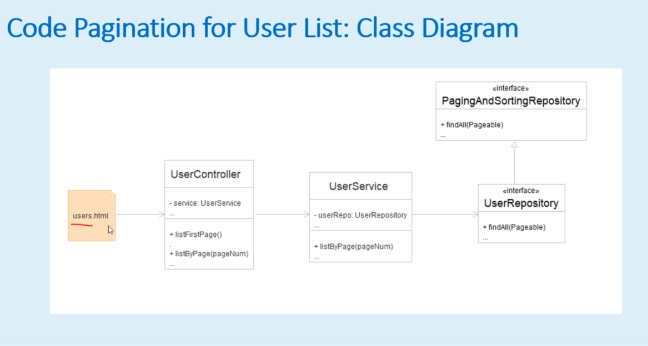 Code Pagination for User List: Class Diagram
users.html
UserController
- service: UserService
...
+ listFirstPage()
.
+ listByPage(pageNum)
...
UserService
- userRepo: UserRepository
...
+ listByPage(pageNum)
...
«interface»
PagingAndSortingRepository
+ findAll(Pageable)
...
«interface»
UserRepository
+ findAll(Pageable)
...